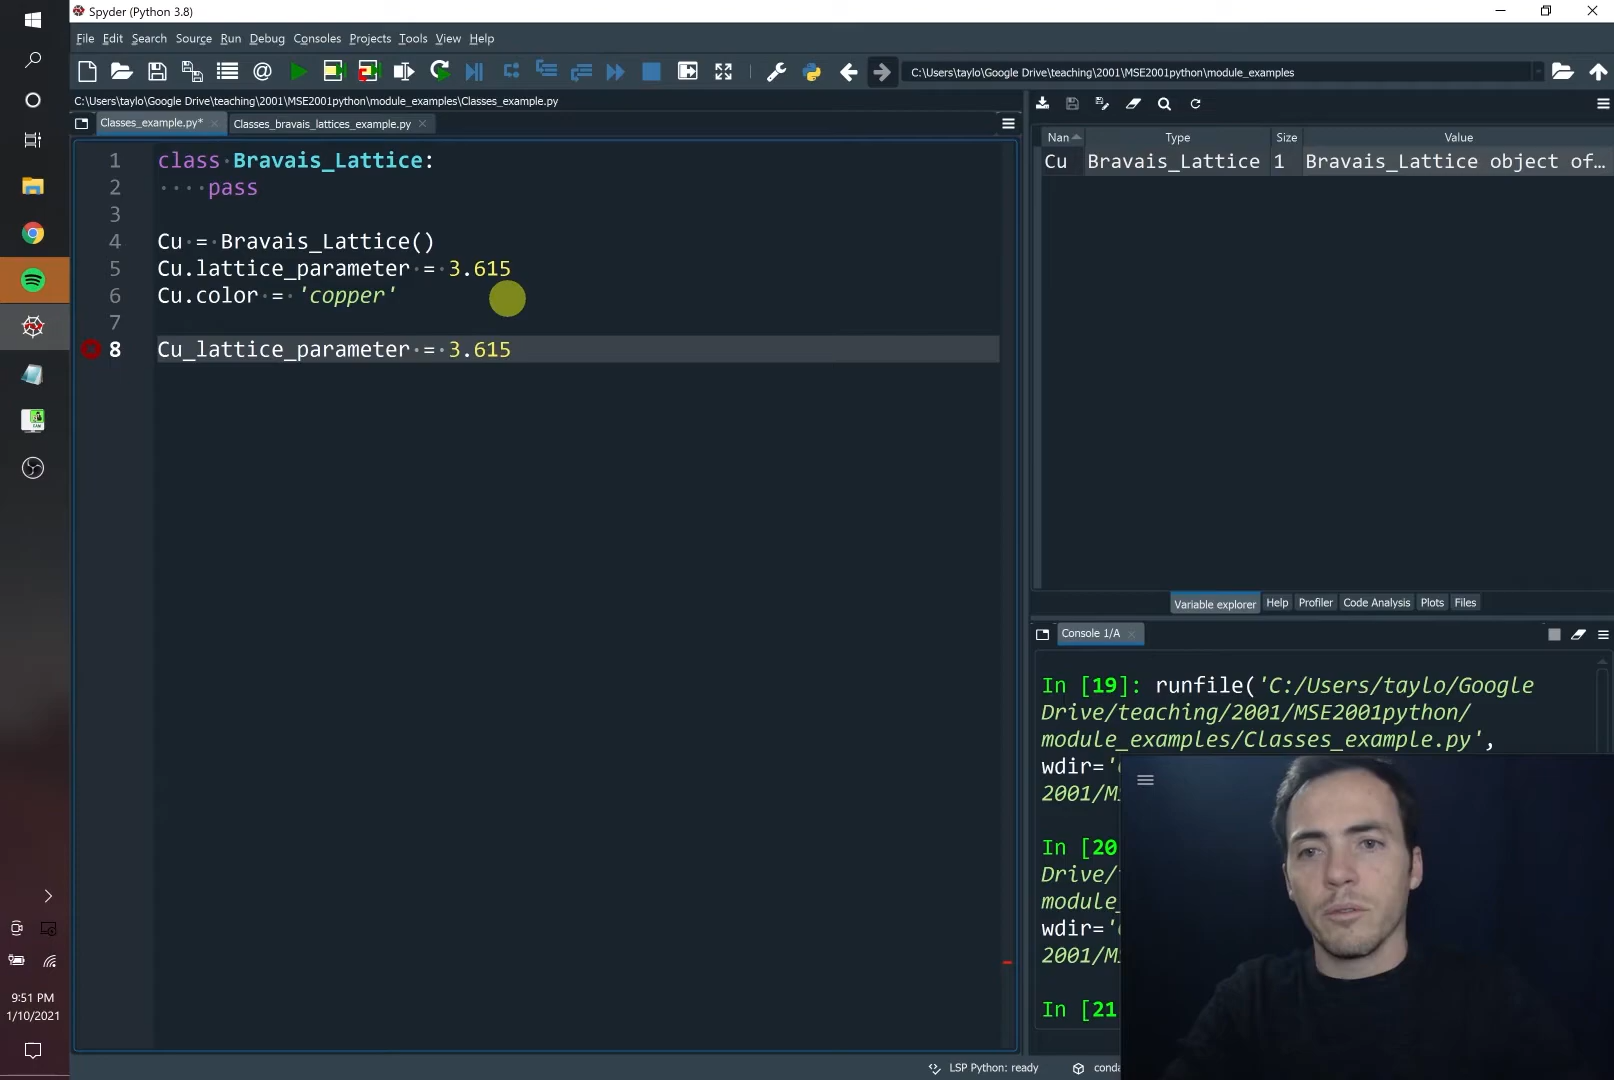 Spyder (Python 3.8)
File Edit Search Source Run Debug Consoles Projects Tools View Help
C:\Users\taylo\Google Drive\teaching\2001\MSE2001python\module_examples
C:\Users\taylo\Google Drive\teaching\2001\MSE2001python\module_examples\Classes_example.py
Classes_example.py* Classes_bravais_lattices_example.py
1 class Bravais_Lattice:
2 pass
3
4 Cu = Bravais_Lattice()
5 Cu.lattice_parameter = 3.615
6 Cu.color = 'copper'
7
8 Cu_lattice_parameter = 3.615
Nan Type Size Value
Cu Bravais_Lattice 1 Bravais_Lattice object of…
Variable explorer Help Profiler Code Analysis Plots Files
Console 1/A
In [19]: runfile('C:/Users/taylo/Google
Drive/teaching/2001/MSE2001python/
module_examples/Classes_example.py',
wdir='
2001/M
In [20
Drive/
module_
wdir='
2001/M
In [21
9:51 PM
1/10/2021
LSP Python: ready conda